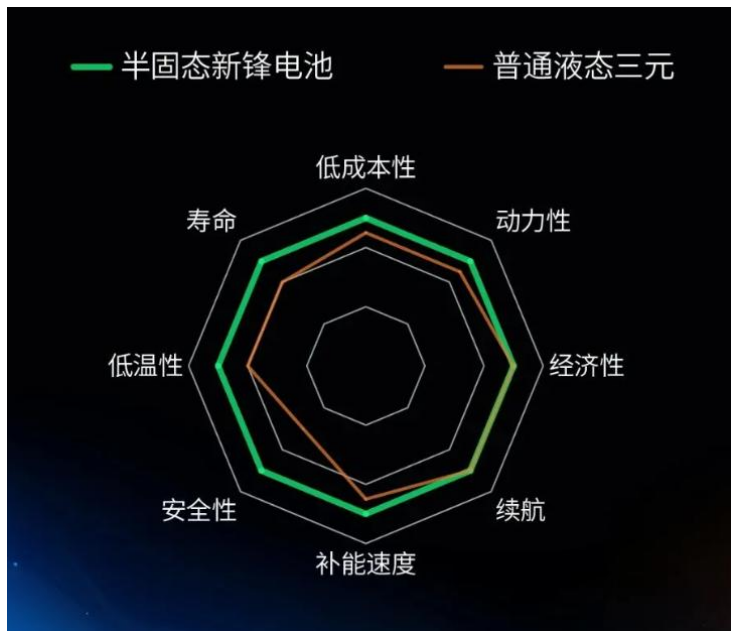 半固态新锋电池 普通液态三元
低成本性
寿命 动力性
低温性 经济性
安全性 续航
补能速度